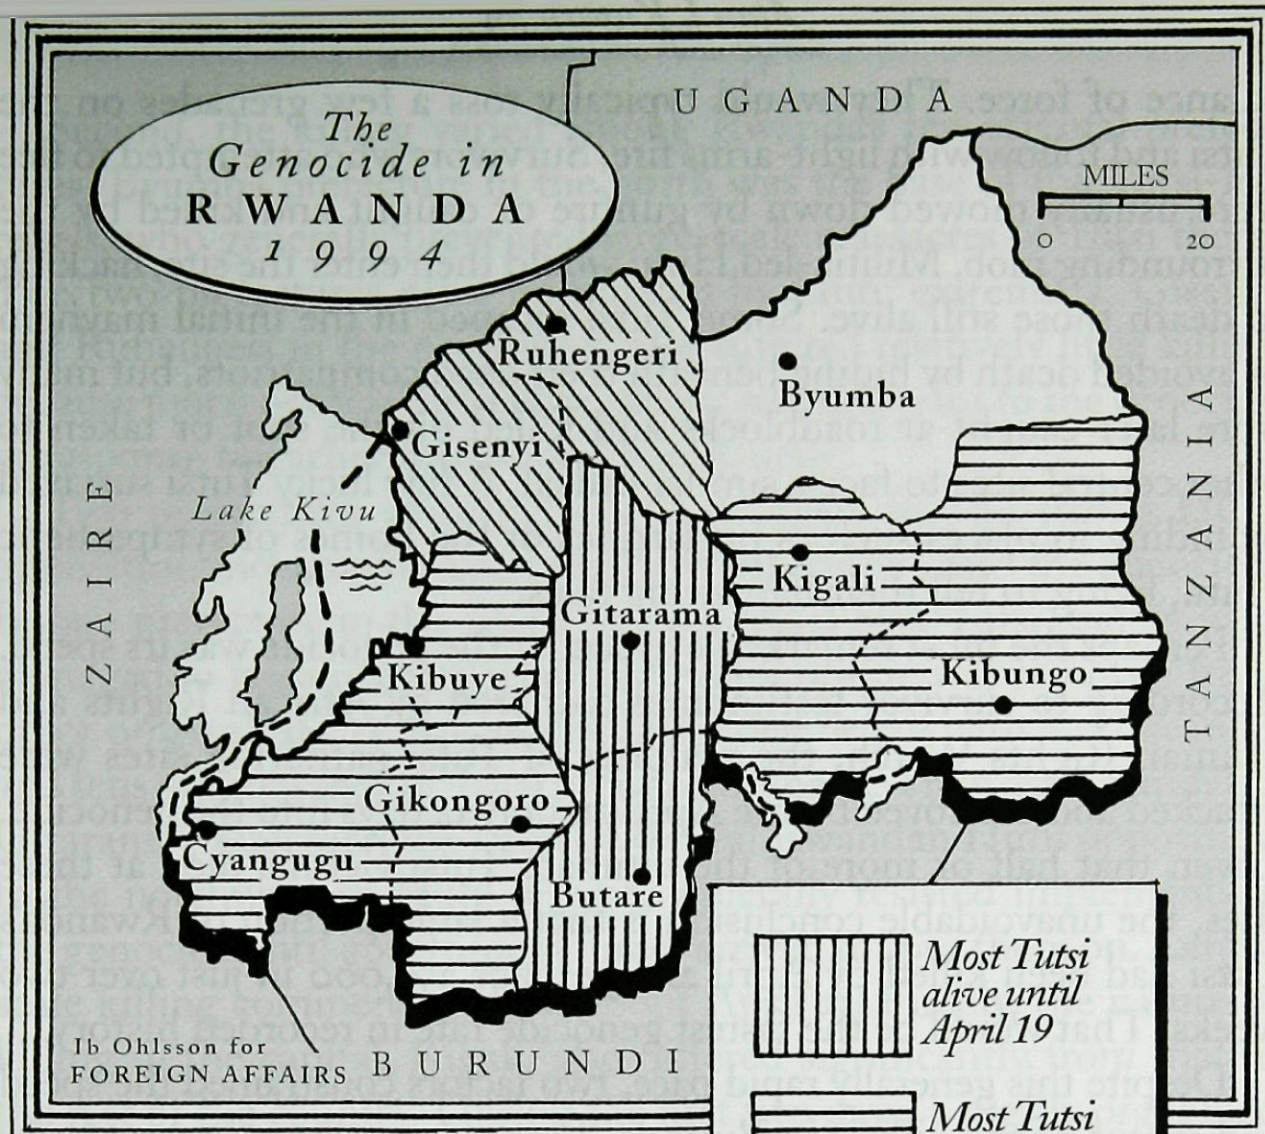 The
Genocide in
RWANDA
1994
UGANDA
MILES
0 20
Ruhengeri
Byumba
Gisenyi
Lake Kivu
ZAIRE
TANZANIA
Kigali
Gitarama
Kibuye
Kibungo
Gikongoro
Cyangugu
Butare
Most Tutsi
alive until
April 19
Ib Ohlsson for
FOREIGN AFFAIRS
BURUNDI
Most Tutsi